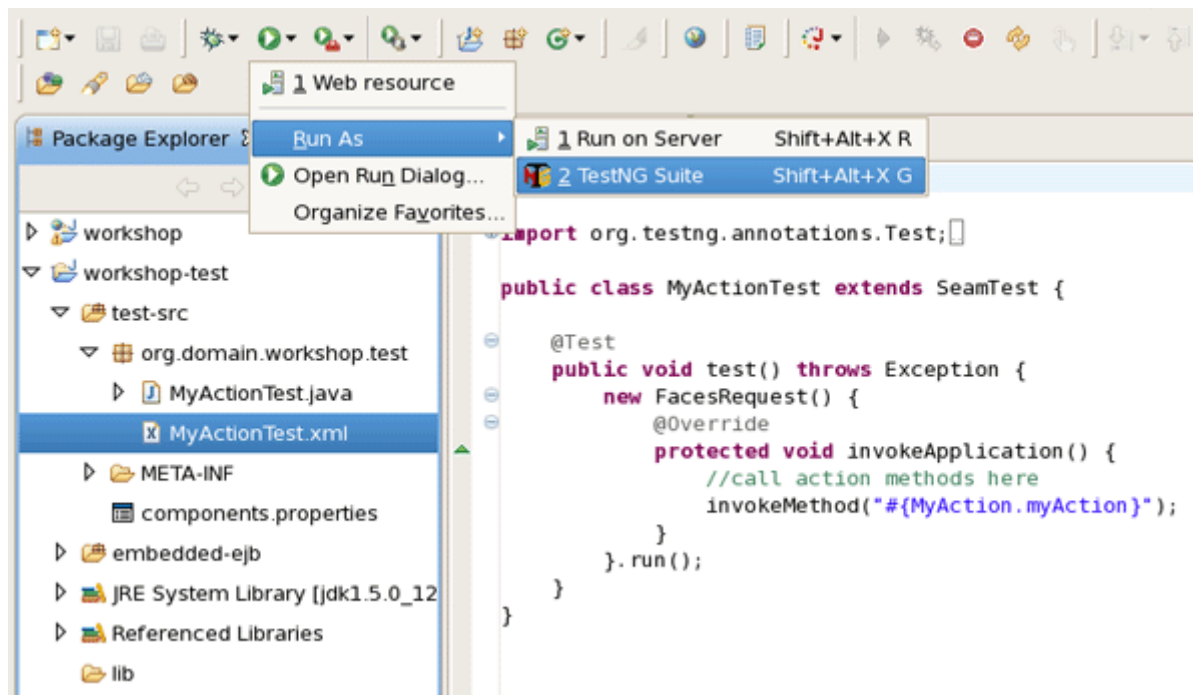 1 Web resource
Run As
Open Run Dialog...
Organize Favorites...
1 Run on Server Shift+Alt+X R
2 TestNG Suite Shift+Alt+X G
Package Explorer
workshop
workshop-test
test-src
org.domain.workshop.test
MyActionTest.java
MyActionTest.xml
META-INF
components.properties
embedded-ejb
JRE System Library [jdk1.5.0_12
Referenced Libraries
lib
import org.testng.annotations.Test;
public class MyActionTest extends SeamTest {
@Test
public void test() throws Exception {
new FacesRequest() {
@Override
protected void invokeApplication() {
//call action methods here
invokeMethod("#{MyAction.myAction}");
}
}.run();
}
}